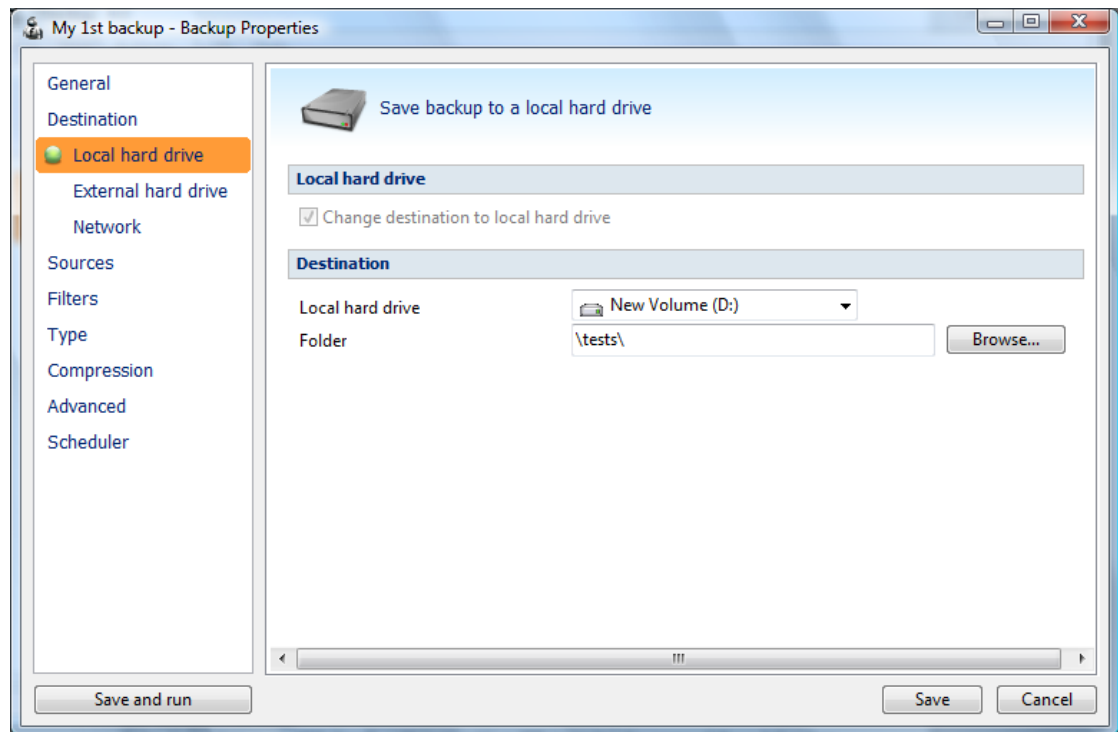 My 1st backup - Backup Properties
General
Destination
Local hard drive
External hard drive
Network
Sources
Filters
Type
Compression
Advanced
Scheduler
Save backup to a local hard drive
Local hard drive
Change destination to local hard drive
Destination
Local hard drive New Volume (D:)
Folder \tests\ Browse...
Save and run Save Cancel